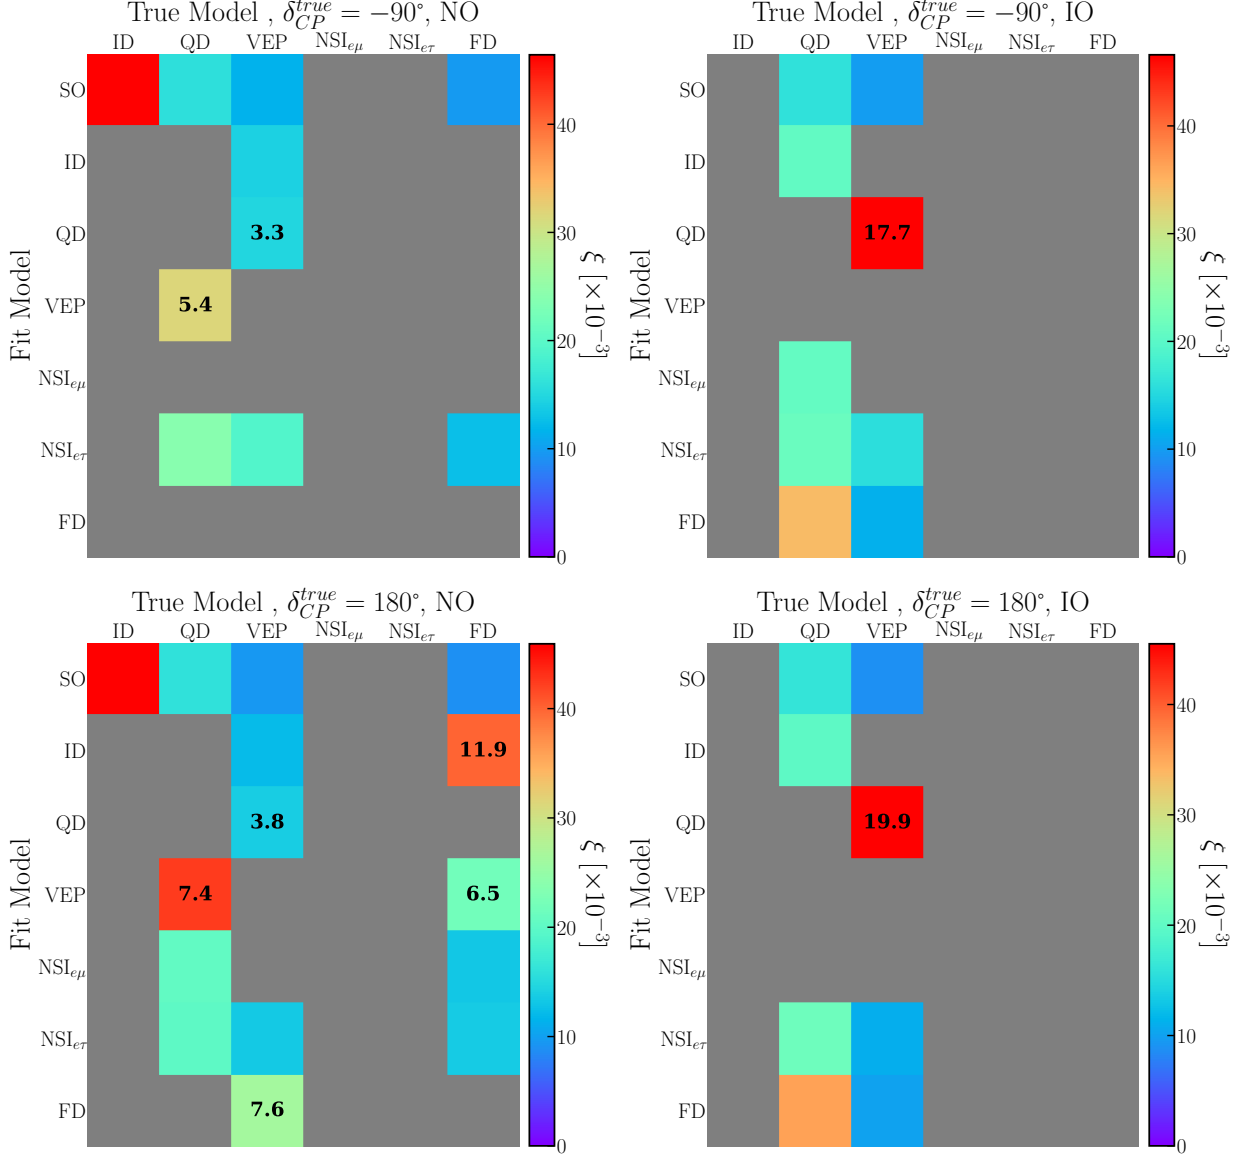 True Model , δ_CP^true = −90°, NO
ID QD VEP NSI_eμ NSI_eτ FD
Fit Model
SO
ID
QD 3.3
VEP 5.4
NSI_eμ
NSI_eτ
FD
40
30
20
10
0
ξ [×10⁻³]
True Model , δ_CP^true = −90°, IO
ID QD VEP NSI_eμ NSI_eτ FD
Fit Model
SO
ID
QD 17.7
VEP
NSI_eμ
NSI_eτ
FD
40
30
20
10
0
ξ [×10⁻³]
True Model , δ_CP^true = 180°, NO
ID QD VEP NSI_eμ NSI_eτ FD
Fit Model
SO
ID 11.9
QD 3.8
VEP 7.4 6.5
NSI_eμ
NSI_eτ
FD 7.6
40
30
20
10
0
ξ [×10⁻³]
True Model , δ_CP^true = 180°, IO
ID QD VEP NSI_eμ NSI_eτ FD
Fit Model
SO
ID
QD 19.9
VEP
NSI_eμ
NSI_eτ
FD
40
30
20
10
0
ξ [×10⁻³]